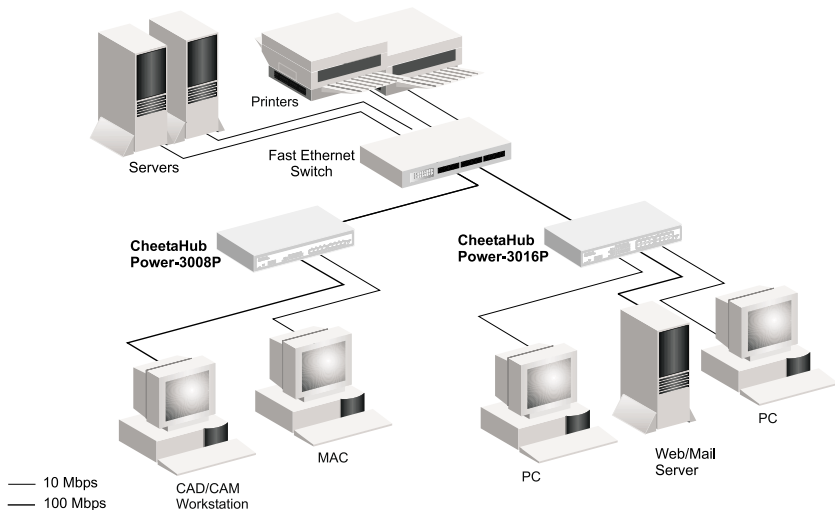 Printers
Servers
Fast Ethernet
Switch
CheetaHub
Power-3008P
CheetaHub
Power-3016P
MAC
CAD/CAM
Workstation
PC
Web/Mail
Server
PC
10 Mbps
100 Mbps